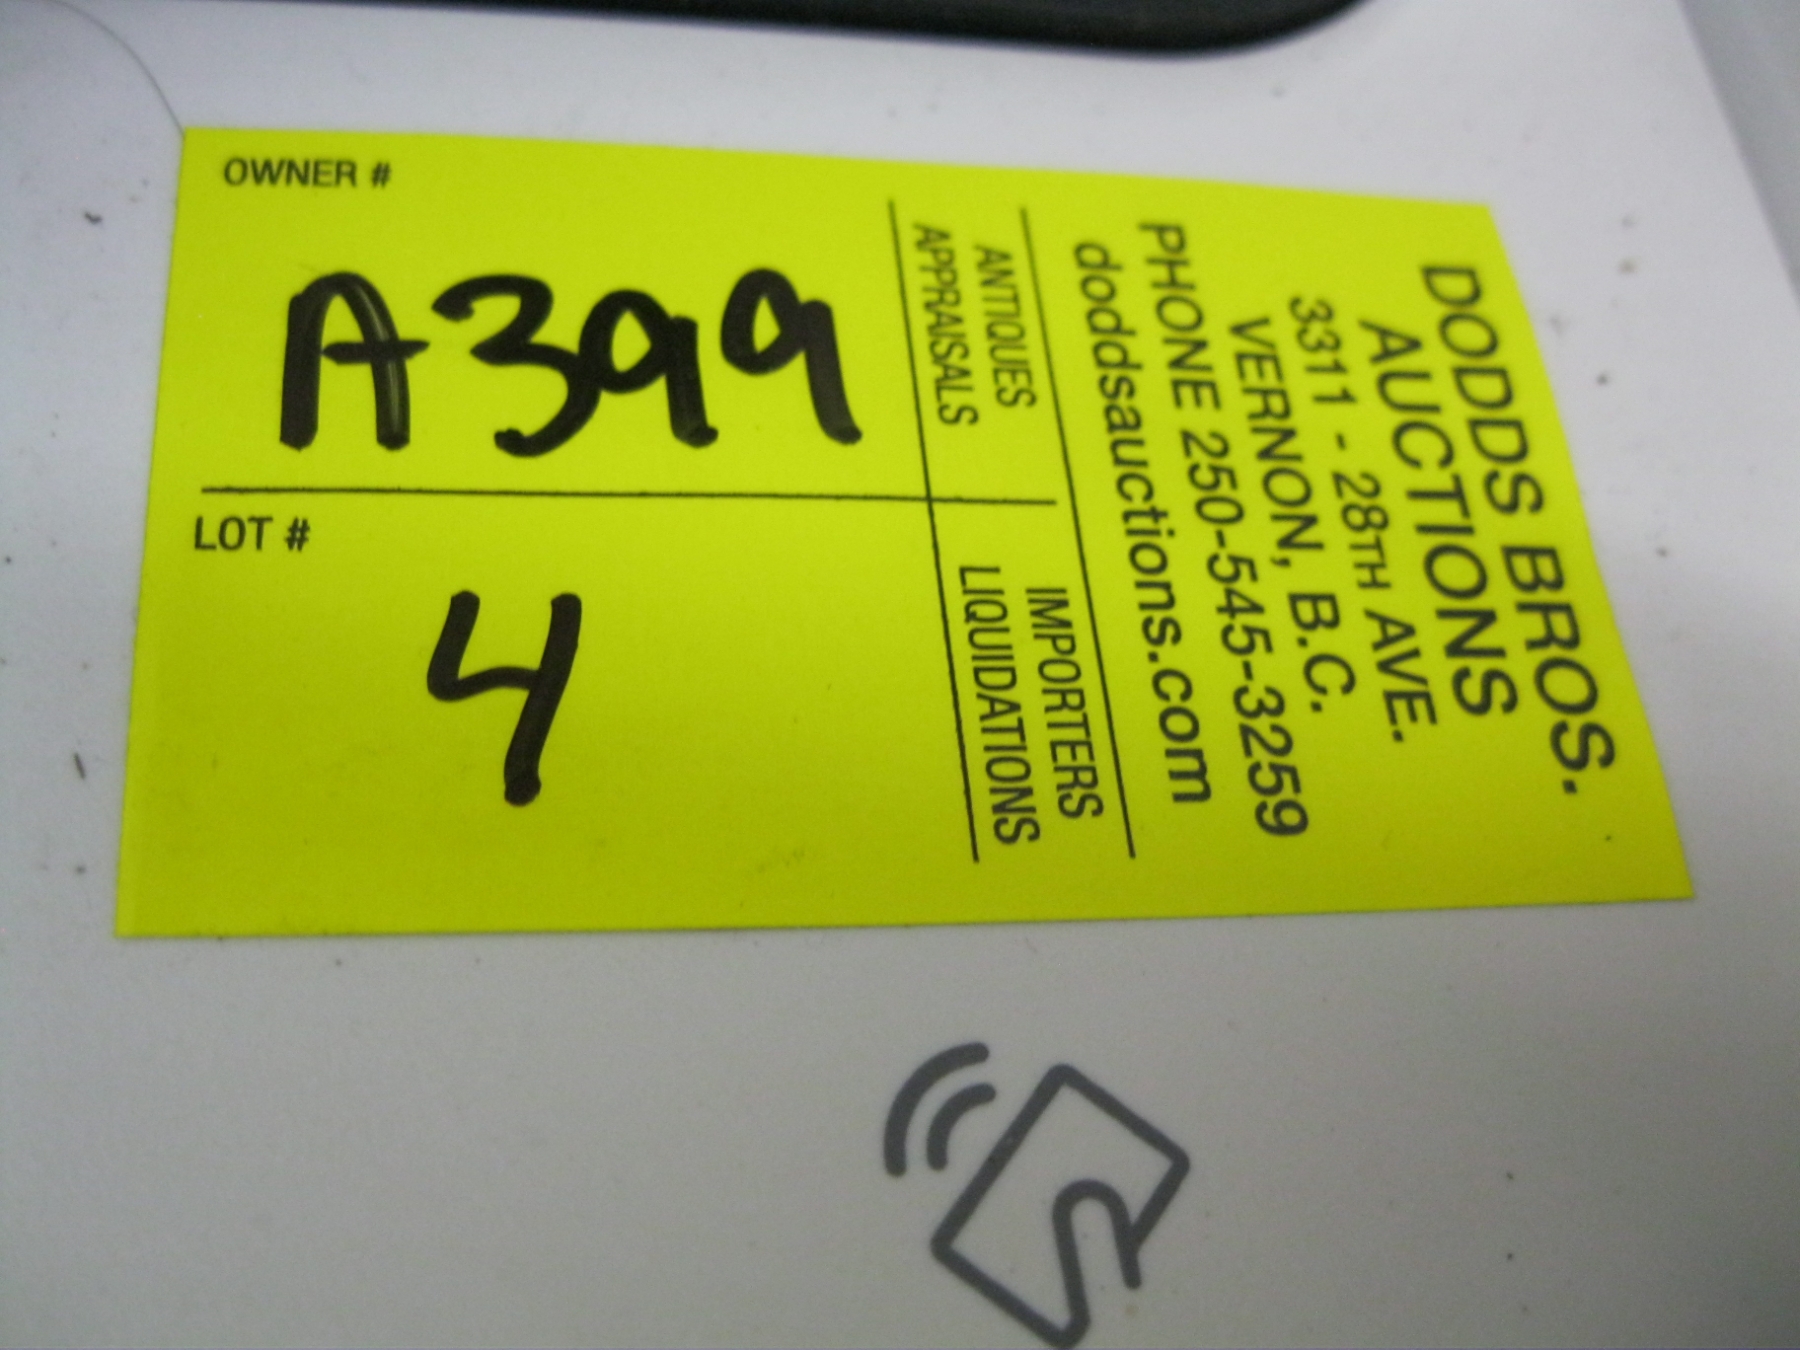 OWNER #
A399
LOT #
4
DODDS BROS.
AUCTIONS
3311 - 28TH AVE.
VERNON, B.C.
PHONE 250-545-3259
doddsauctions.com
ANTIQUES
APPRAISALS
IMPORTERS
LIQUIDATIONS